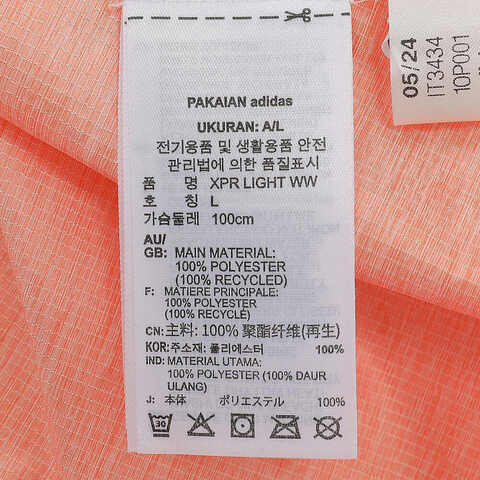 PAKAIAN adidas
UKURAN: A/L
전기용품 및 생활용품 안전
관리법에 의한 품질표시
품 명 XPR LIGHT WW
호 칭 L
가슴둘레 100cm
AU/
GB: MAIN MATERIAL:
100% POLYESTER
(100% RECYCLED)
F: MATIERE PRINCIPALE:
100% POLYESTER
(100% RECYCLÉ)
CN: 主料: 100% 聚酯纤维(再生)
KOR: 주소재: 폴리에스터 100%
IND: MATERIAL UTAMA:
100% POLYESTER (100% DAUR
ULANG)
J: 本体 ポリエステル 100%
30
05/24
IT3434
10P001